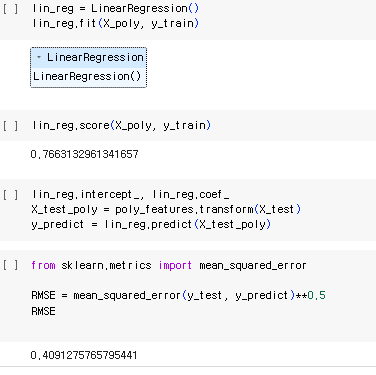 [ ] lin_reg = LinearRegression()
lin_reg.fit(X_poly, y_train)
- LinearRegression
LinearRegression()
[ ] lin_reg.score(X_poly, y_train)
0.7663132961341657
[ ] lin_reg.intercept_, lin_reg.coef_
X_test_poly = poly_features.transform(X_test)
y_predict = lin_reg.predict(X_test_poly)
[ ] from sklearn.metrics import mean_squared_error
RMSE = mean_squared_error(y_test, y_predict)**0.5
RMSE
0.4091275765795441